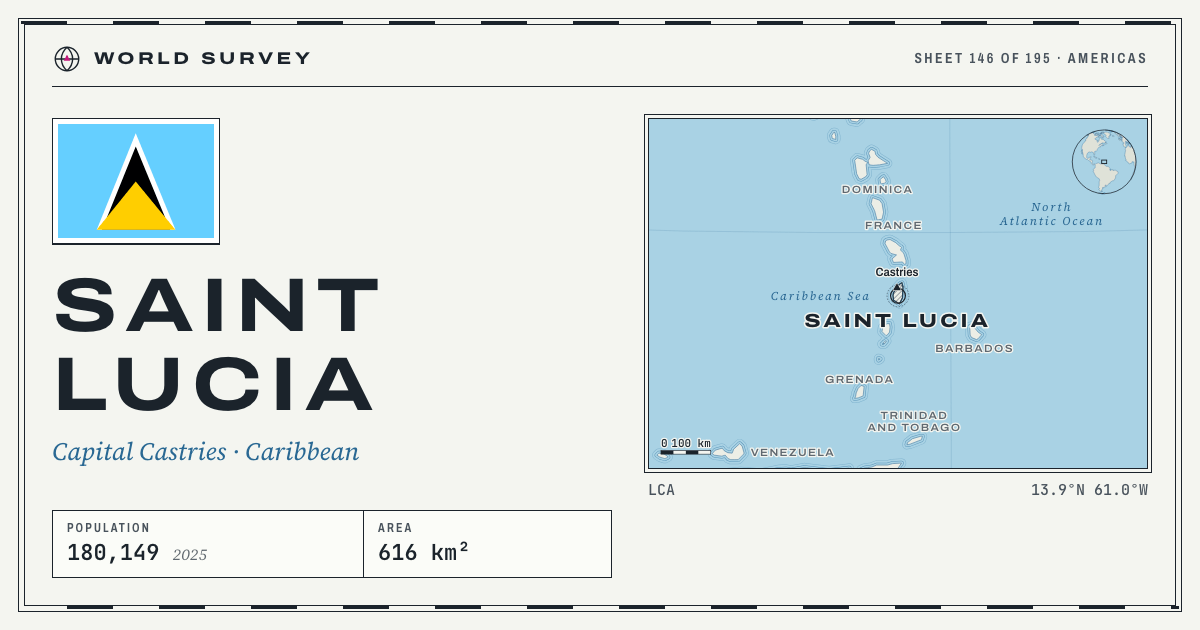 WORLD SURVEY
SHEET 146 OF 195 · AMERICAS
SAINT
LUCIA
Capital Castries · Caribbean
POPULATION
180,149 2025
AREA
616 km²
DOMINICA
FRANCE
North
Atlantic Ocean
Castries
Caribbean Sea
SAINT LUCIA
BARBADOS
GRENADA
TRINIDAD
AND TOBAGO
0 100 km
VENEZUELA
LCA
13.9°N 61.0°W